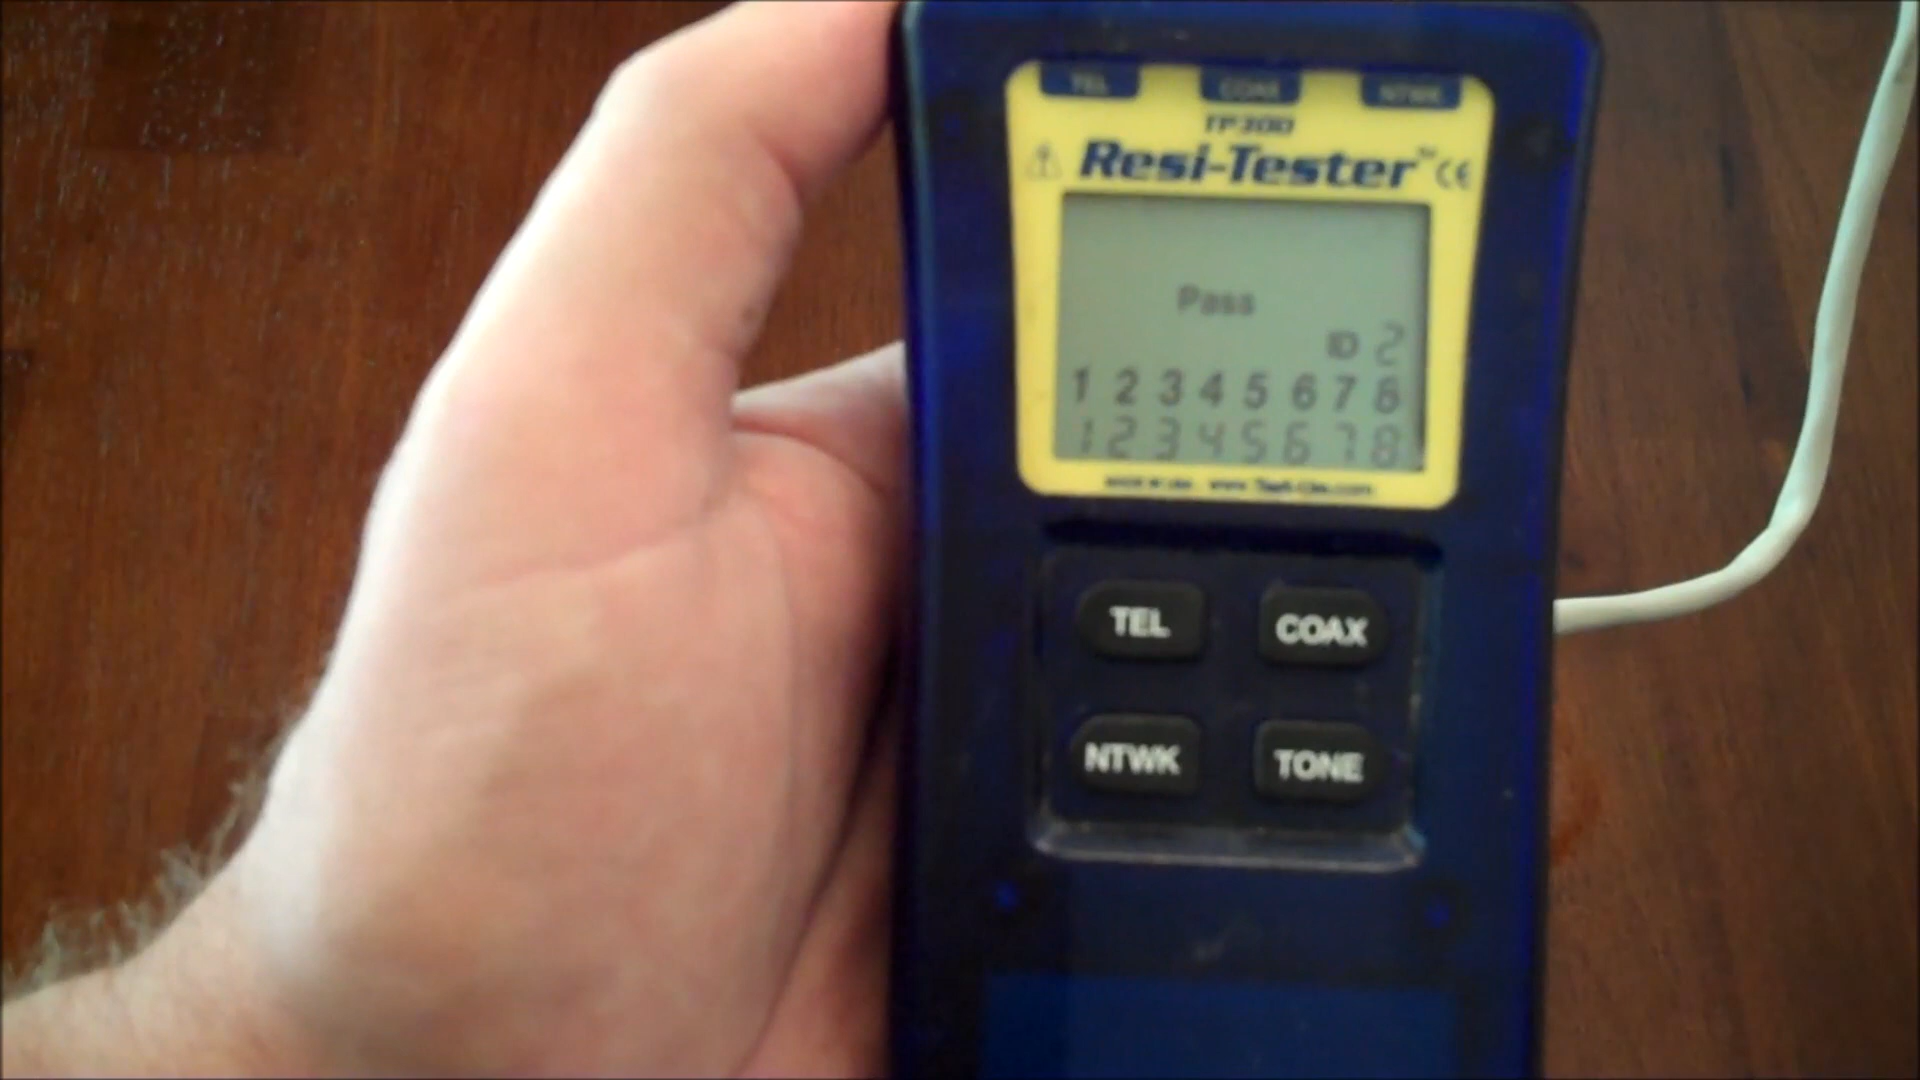 TEL COAX NTWK
TP300
Resi-Tester™ CE
Pass
ID 2
1 2 3 4 5 6 7 8
1 2 3 4 5 6 7 8
TEL COAX
NTWK TONE